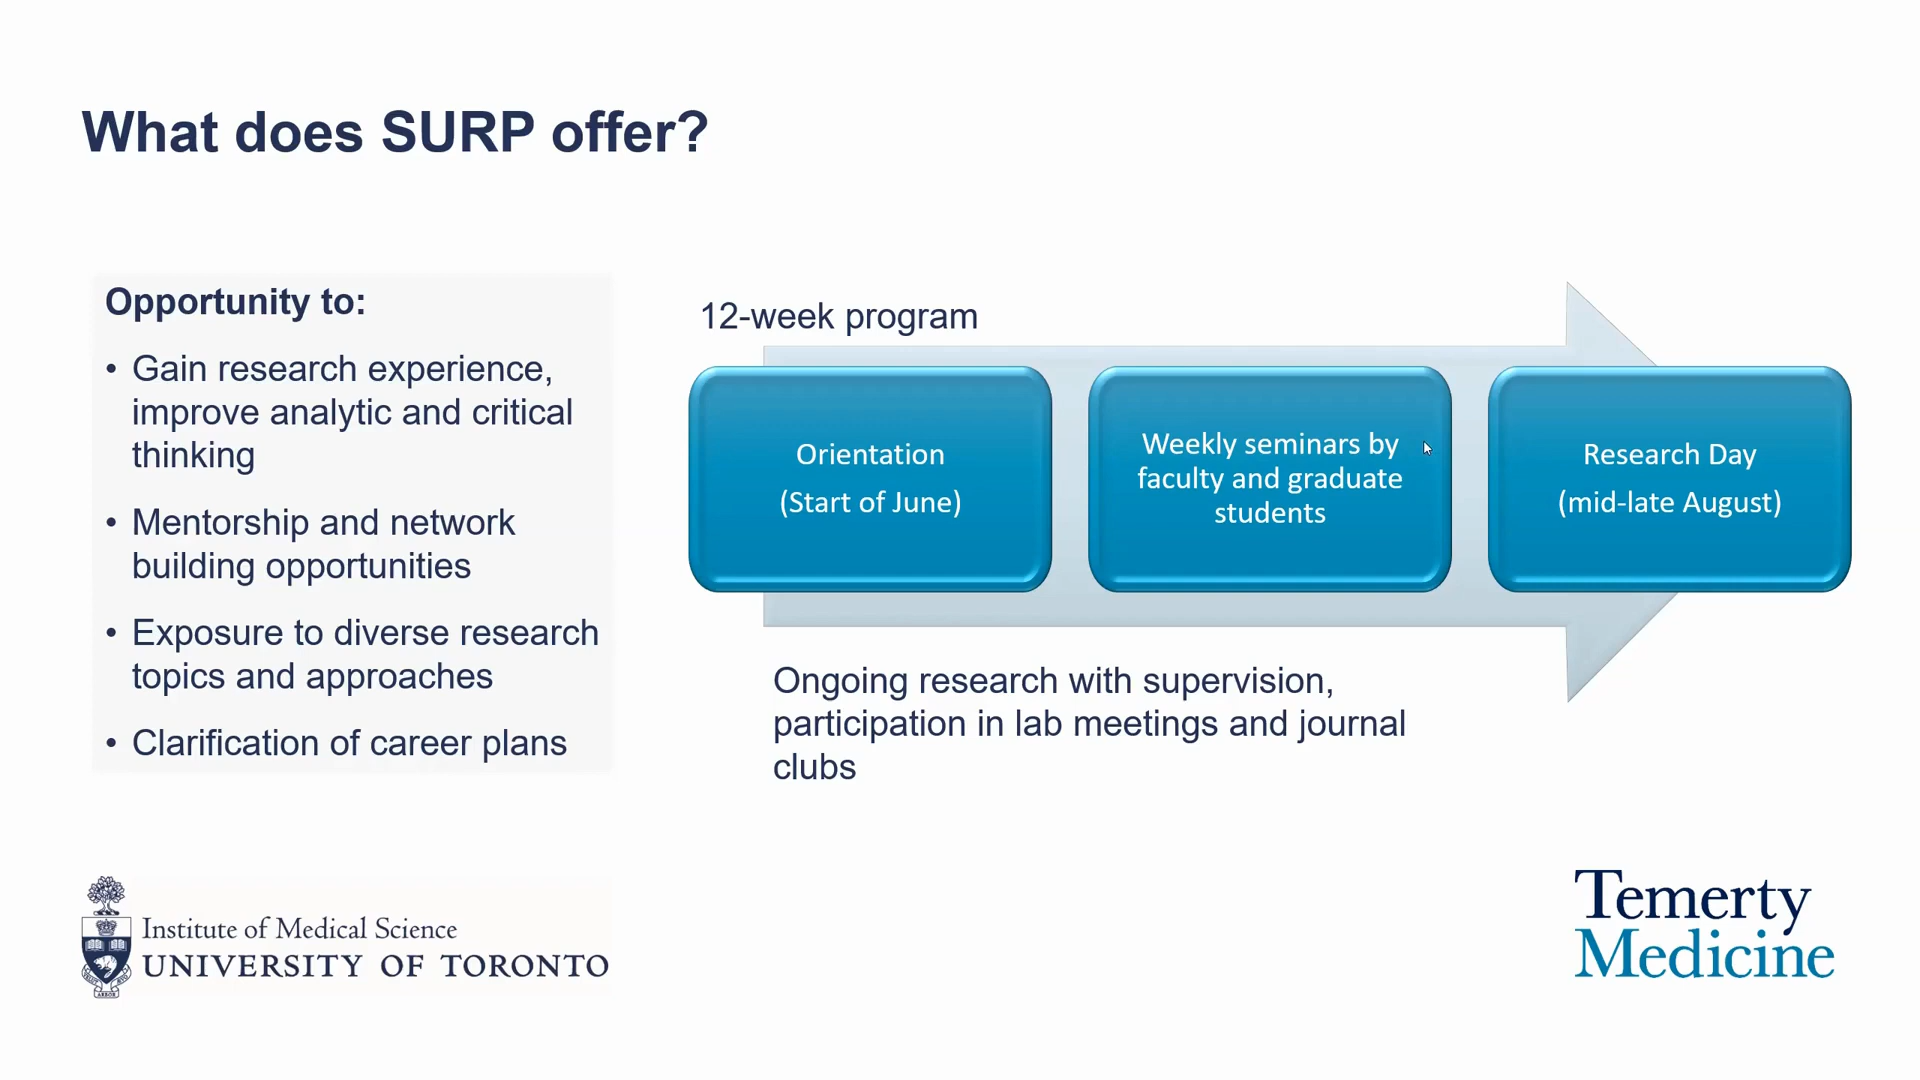 What does SURP offer?
Opportunity to:
• Gain research experience,
improve analytic and critical
thinking
• Mentorship and network
building opportunities
• Exposure to diverse research
topics and approaches
• Clarification of career plans
12-week program
Orientation
(Start of June)
Weekly seminars by
faculty and graduate
students
Research Day
(mid-late August)
Ongoing research with supervision,
participation in lab meetings and journal
clubs
Institute of Medical Science
UNIVERSITY OF TORONTO
Temerty
Medicine